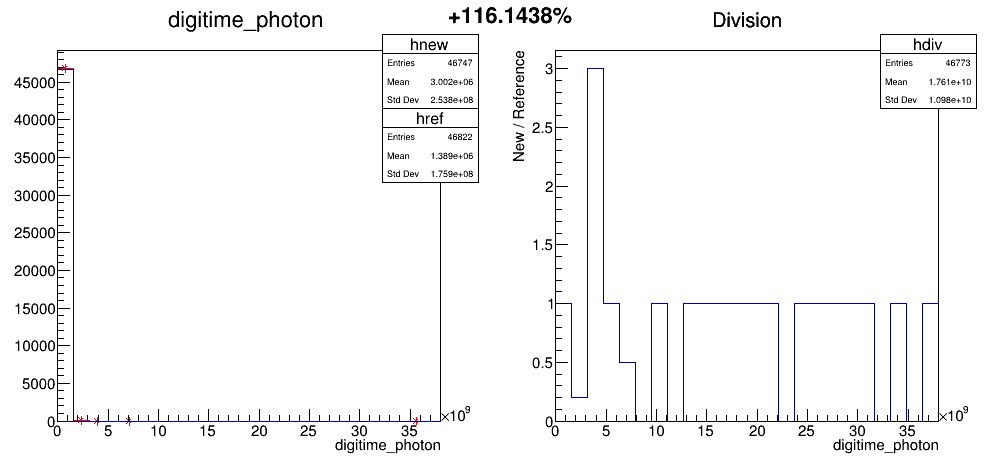 +116.1438%
digitime_photon
hnew
Entries 46747
Mean 3.002e+06
Std Dev 2.538e+08
href
Entries 46822
Mean 1.389e+06
Std Dev 1.759e+08
45000
40000
35000
30000
25000
20000
15000
10000
5000
0
0 5 10 15 20 25 30 35
×10⁹
digitime_photon
Division
hdiv
Entries 46773
Mean 1.761e+10
Std Dev 1.098e+10
New / Reference
3
2.5
2
1.5
1
0.5
0
0 5 10 15 20 25 30 35
×10⁹
digitime_photon